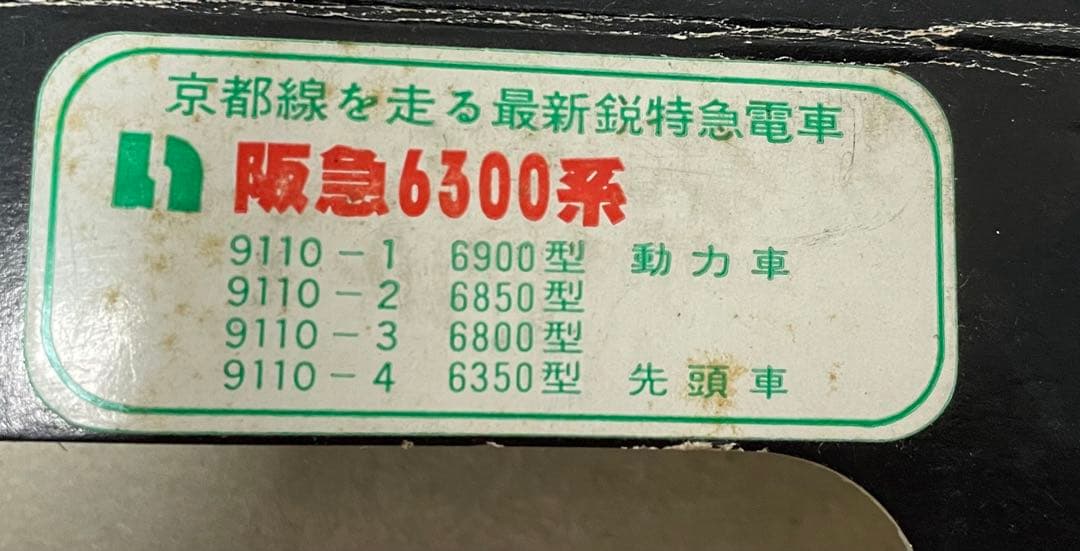 京都線を走る最新鋭特急電車
阪急6300系
9110-1 6900型 動力車
9110-2 6850型
9110-3 6800型
9110-4 6350型 先頭車